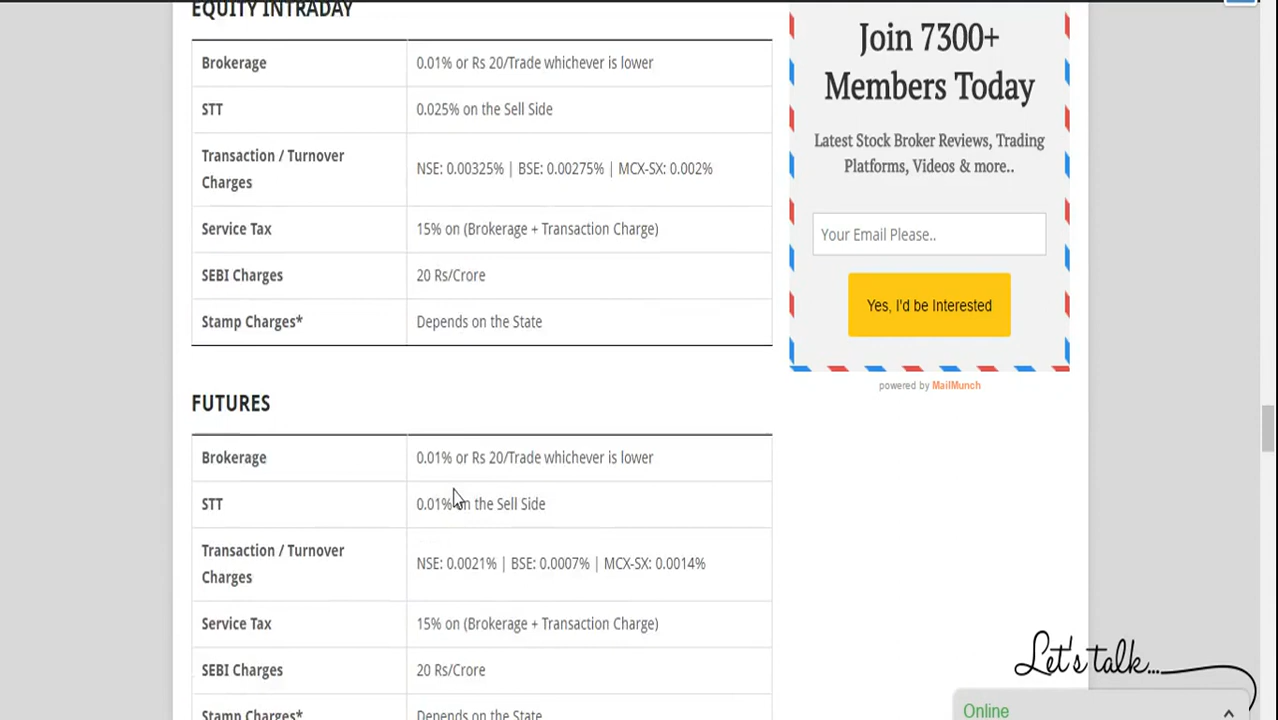 EQUITY INTRADAY
Brokerage 0.01% or Rs 20/Trade whichever is lower
STT 0.025% on the Sell Side
Transaction / Turnover
Charges NSE: 0.00325% | BSE: 0.00275% | MCX-SX: 0.002%
Service Tax 15% on (Brokerage + Transaction Charge)
SEBI Charges 20 Rs/Crore
Stamp Charges* Depends on the State
FUTURES
Brokerage 0.01% or Rs 20/Trade whichever is lower
STT 0.01% on the Sell Side
Transaction / Turnover
Charges NSE: 0.0021% | BSE: 0.0007% | MCX-SX: 0.0014%
Service Tax 15% on (Brokerage + Transaction Charge)
SEBI Charges 20 Rs/Crore
Stamp Charges* Depends on the State
Join 7300+
Members Today
Latest Stock Broker Reviews, Trading
Platforms, Videos & more..
Your Email Please..
Yes, I'd be Interested
powered by MailMunch
Let's talk...
Online